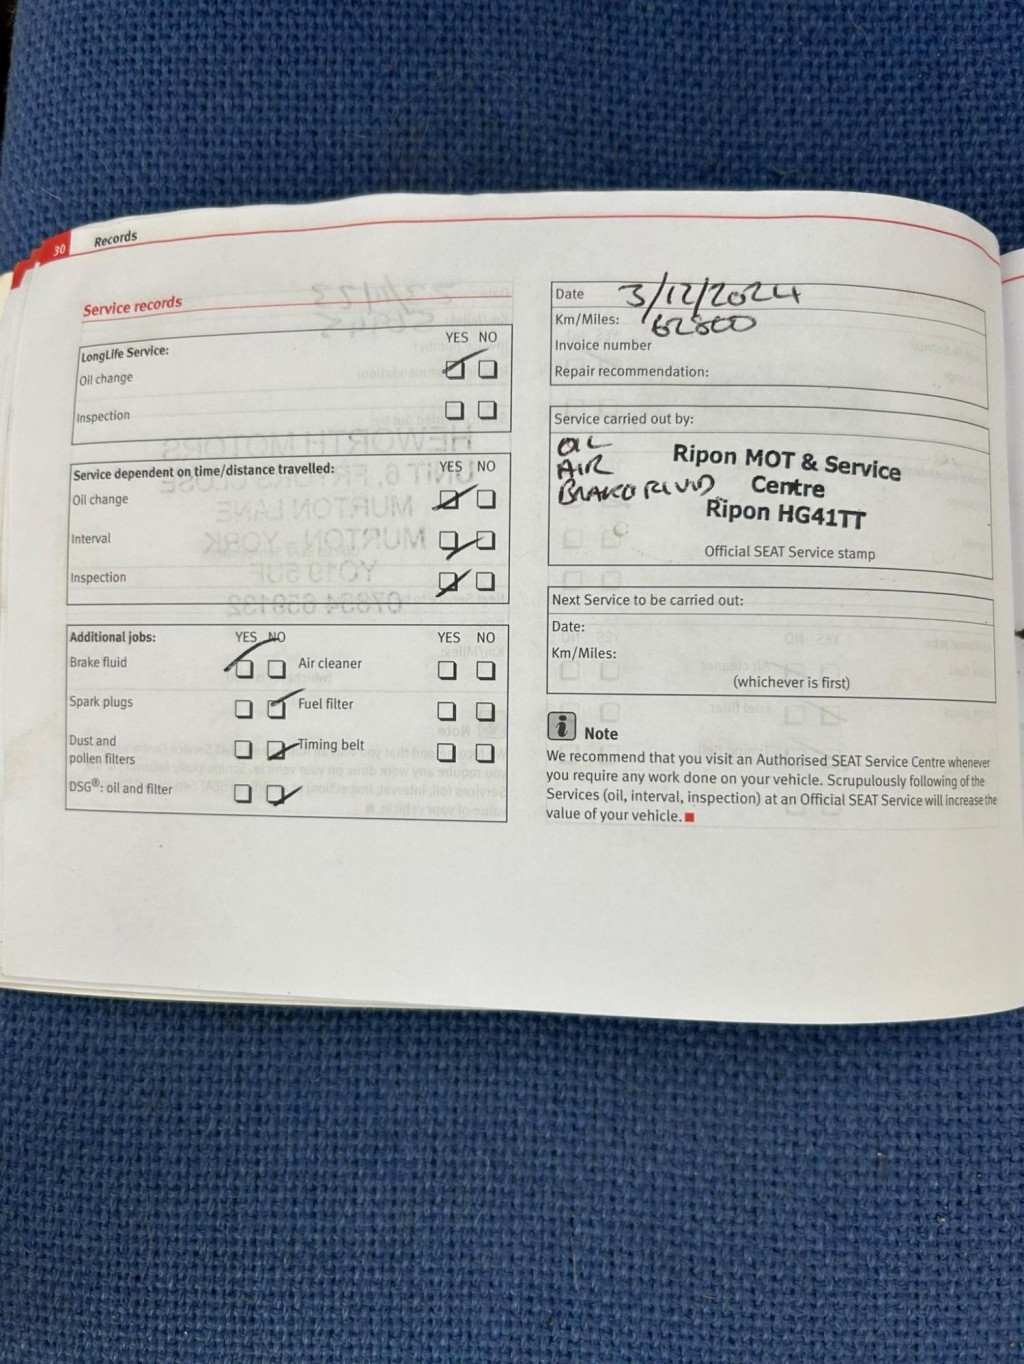 30 Records
Service records
LongLife Service: YES NO
Oil change
Inspection
Service dependent on time/distance travelled: YES NO
Oil change
Interval
Inspection
Additional jobs: YES NO YES NO
Brake fluid Air cleaner
Spark plugs Fuel filter
Dust and
pollen filters Timing belt
DSG®: oil and filter
Date 3/12/2024
Km/Miles: 62800
Invoice number
Repair recommendation:
Service carried out by:
OIL
AIR
BRAKE FLUID
Ripon MOT & Service
Centre
Ripon HG41TT
Official SEAT Service stamp
Next Service to be carried out:
Date:
Km/Miles:
(whichever is first)
i Note
We recommend that you visit an Authorised SEAT Service Centre whenever
you require any work done on your vehicle. Scrupulously following of the
Services (oil, interval, inspection) at an Official SEAT Service will increase the
value of your vehicle.